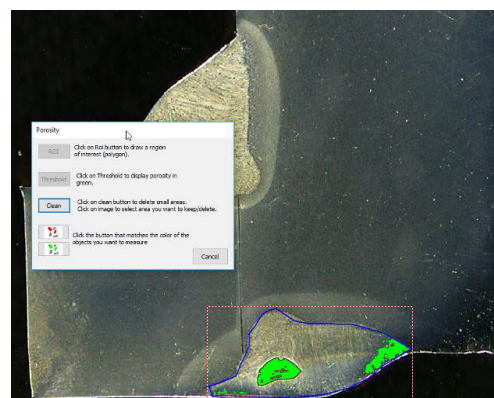 Porosity
ROI
Click on Roi button to draw a region
of interest (polygon).
Threshold
Click on Threshold to display porosity in
green.
Clean
Click on clean button to delete small areas.
Click on image to select area you want to keep/delete.
Click the button that matches the color of the
objects you want to measure
Cancel